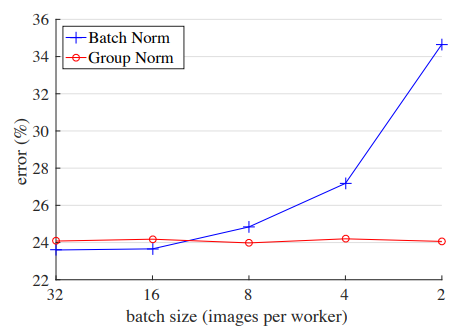 36
34
32
30
28
26
24
22
error (%)
Batch Norm
Group Norm
32 16 8 4 2
batch size (images per worker)